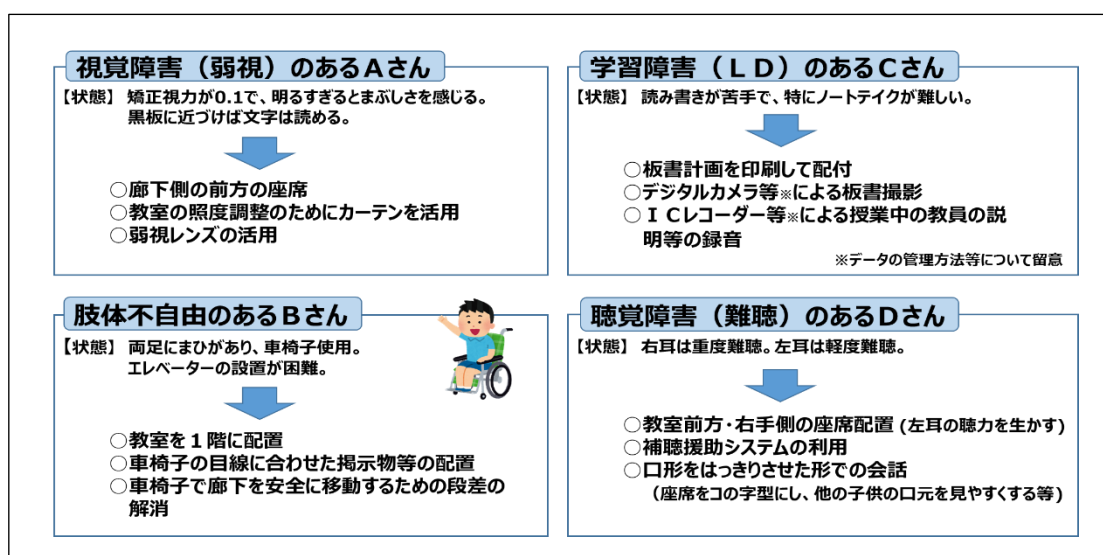 視覚障害（弱視）のあるAさん
【状態】 矯正視力が0.1で、明るすぎるとまぶしさを感じる。
黒板に近づけば文字は読める。
○廊下側の前方の座席
○教室の照度調整のためにカーテンを活用
○弱視レンズの活用
肢体不自由のあるBさん
【状態】 両足にまひがあり、車椅子使用。
エレベーターの設置が困難。
○教室を１階に配置
○車椅子の目線に合わせた掲示物等の配置
○車椅子で廊下を安全に移動するための段差の
解消
学習障害（ＬＤ）のあるCさん
【状態】 読み書きが苦手で、特にノートテイクが難しい。
○板書計画を印刷して配付
○デジタルカメラ等※による板書撮影
○ＩＣレコーダー等※による授業中の教員の説
明等の録音
※データの管理方法等について留意
聴覚障害（難聴）のあるDさん
【状態】 右耳は重度難聴。左耳は軽度難聴。
○教室前方・右手側の座席配置 (左耳の聴力を生かす)
○補聴援助システムの利用
○口形をはっきりさせた形での会話
（座席をコの字型にし、他の子供の口元を見やすくする等）